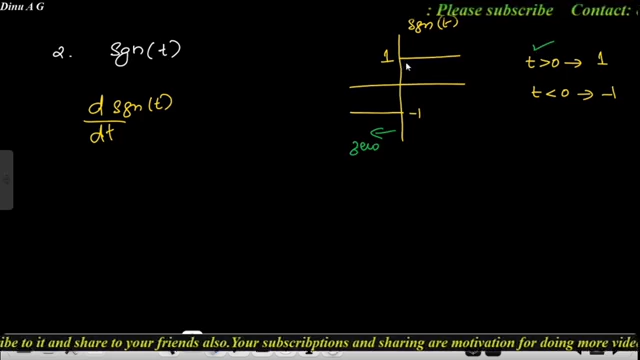 Dinu A G
: Please subscribe Contact:
2. Sgn(t)
d sgn(t)
dt
sgn(t)
1
-1
zero
t>0 → 1
t<0 → -1
ibe to it and share to your friends also.Your subscribptions and sharing are motivation for doing more vide